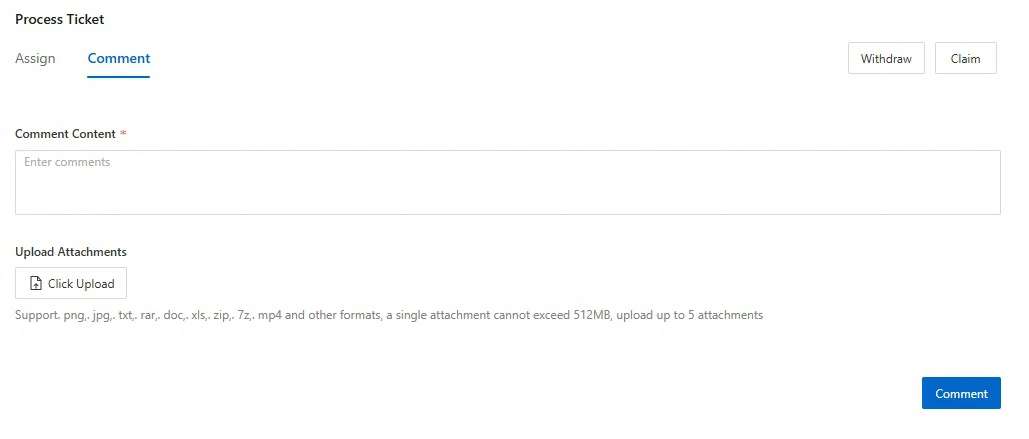 Process Ticket
Assign Comment Withdraw Claim
Comment Content *
Enter comments
Upload Attachments
Click Upload
Support. png,. jpg,. txt,. rar,. doc,. xls,. zip,. 7z,. mp4 and other formats, a single attachment cannot exceed 512MB, upload up to 5 attachments
Comment